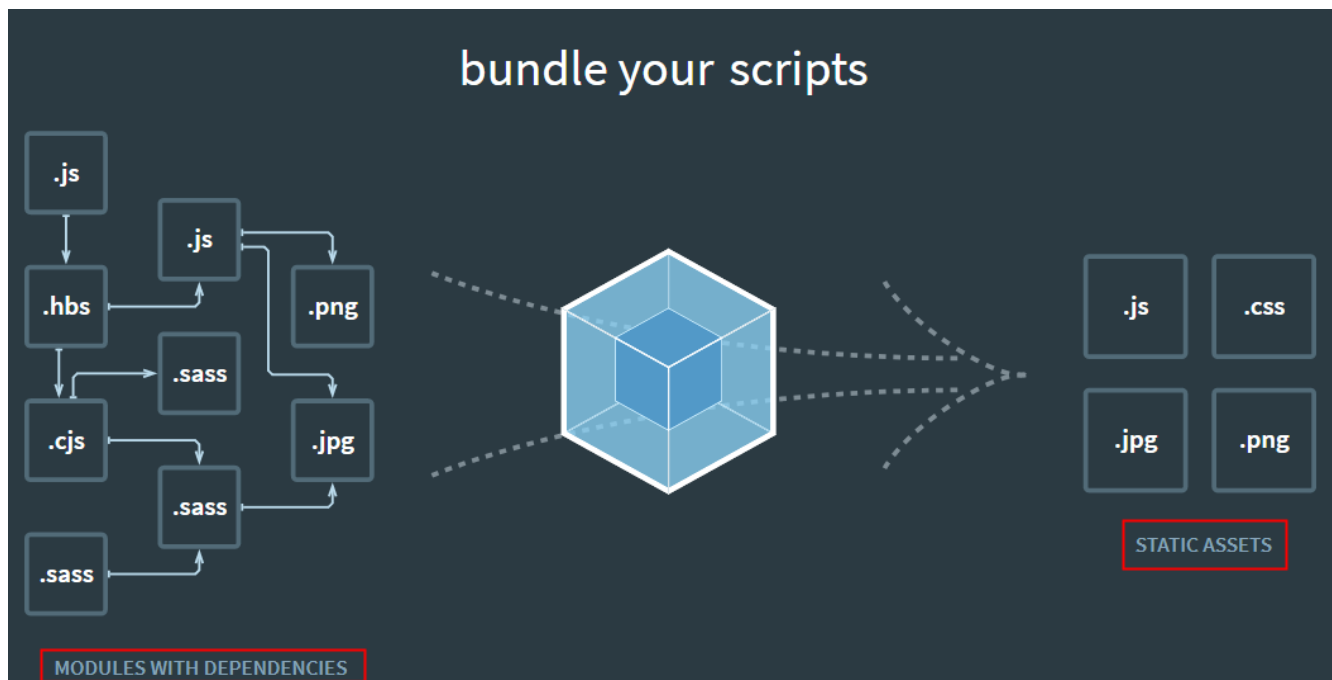 bundle your scripts
.js
.js
.hbs
.png
.sass
.cjs
.jpg
.sass
.sass
MODULES WITH DEPENDENCIES
.js
.css
.jpg
.png
STATIC ASSETS